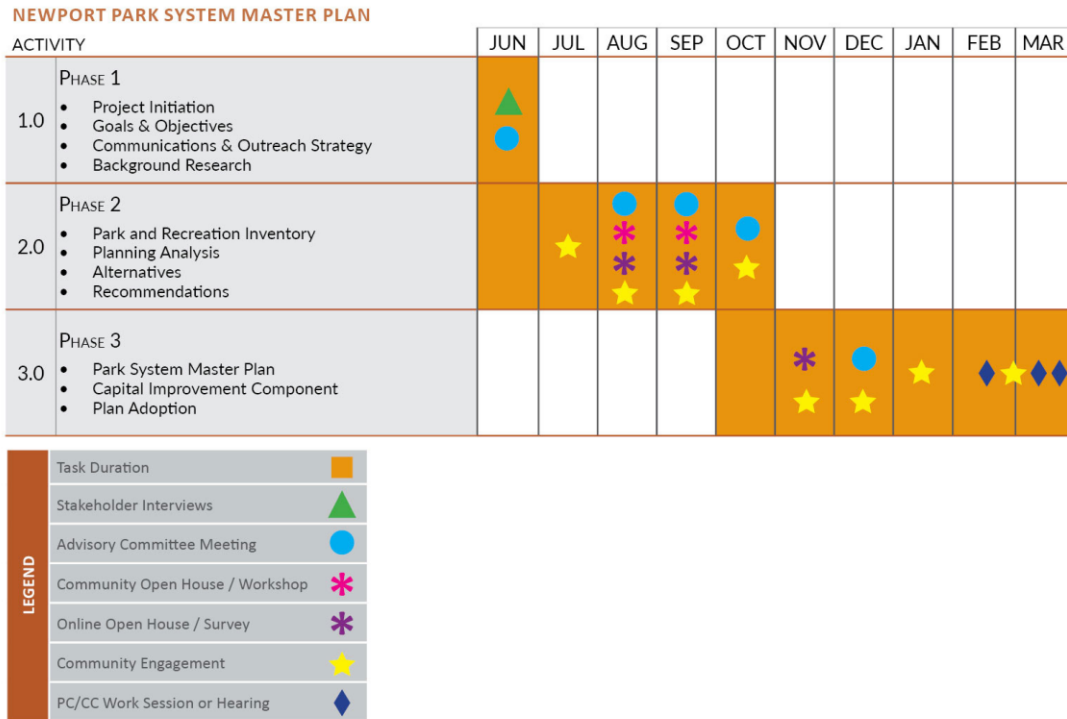 NEWPORT PARK SYSTEM MASTER PLAN
ACTIVITY JUN JUL AUG SEP OCT NOV DEC JAN FEB MAR
1.0
PHASE 1
• Project Initiation
• Goals & Objectives
• Communications & Outreach Strategy
• Background Research
2.0
PHASE 2
• Park and Recreation Inventory
• Planning Analysis
• Alternatives
• Recommendations
3.0
PHASE 3
• Park System Master Plan
• Capital Improvement Component
• Plan Adoption
LEGEND
Task Duration
Stakeholder Interviews
Advisory Committee Meeting
Community Open House / Workshop
Online Open House / Survey
Community Engagement
PC/CC Work Session or Hearing